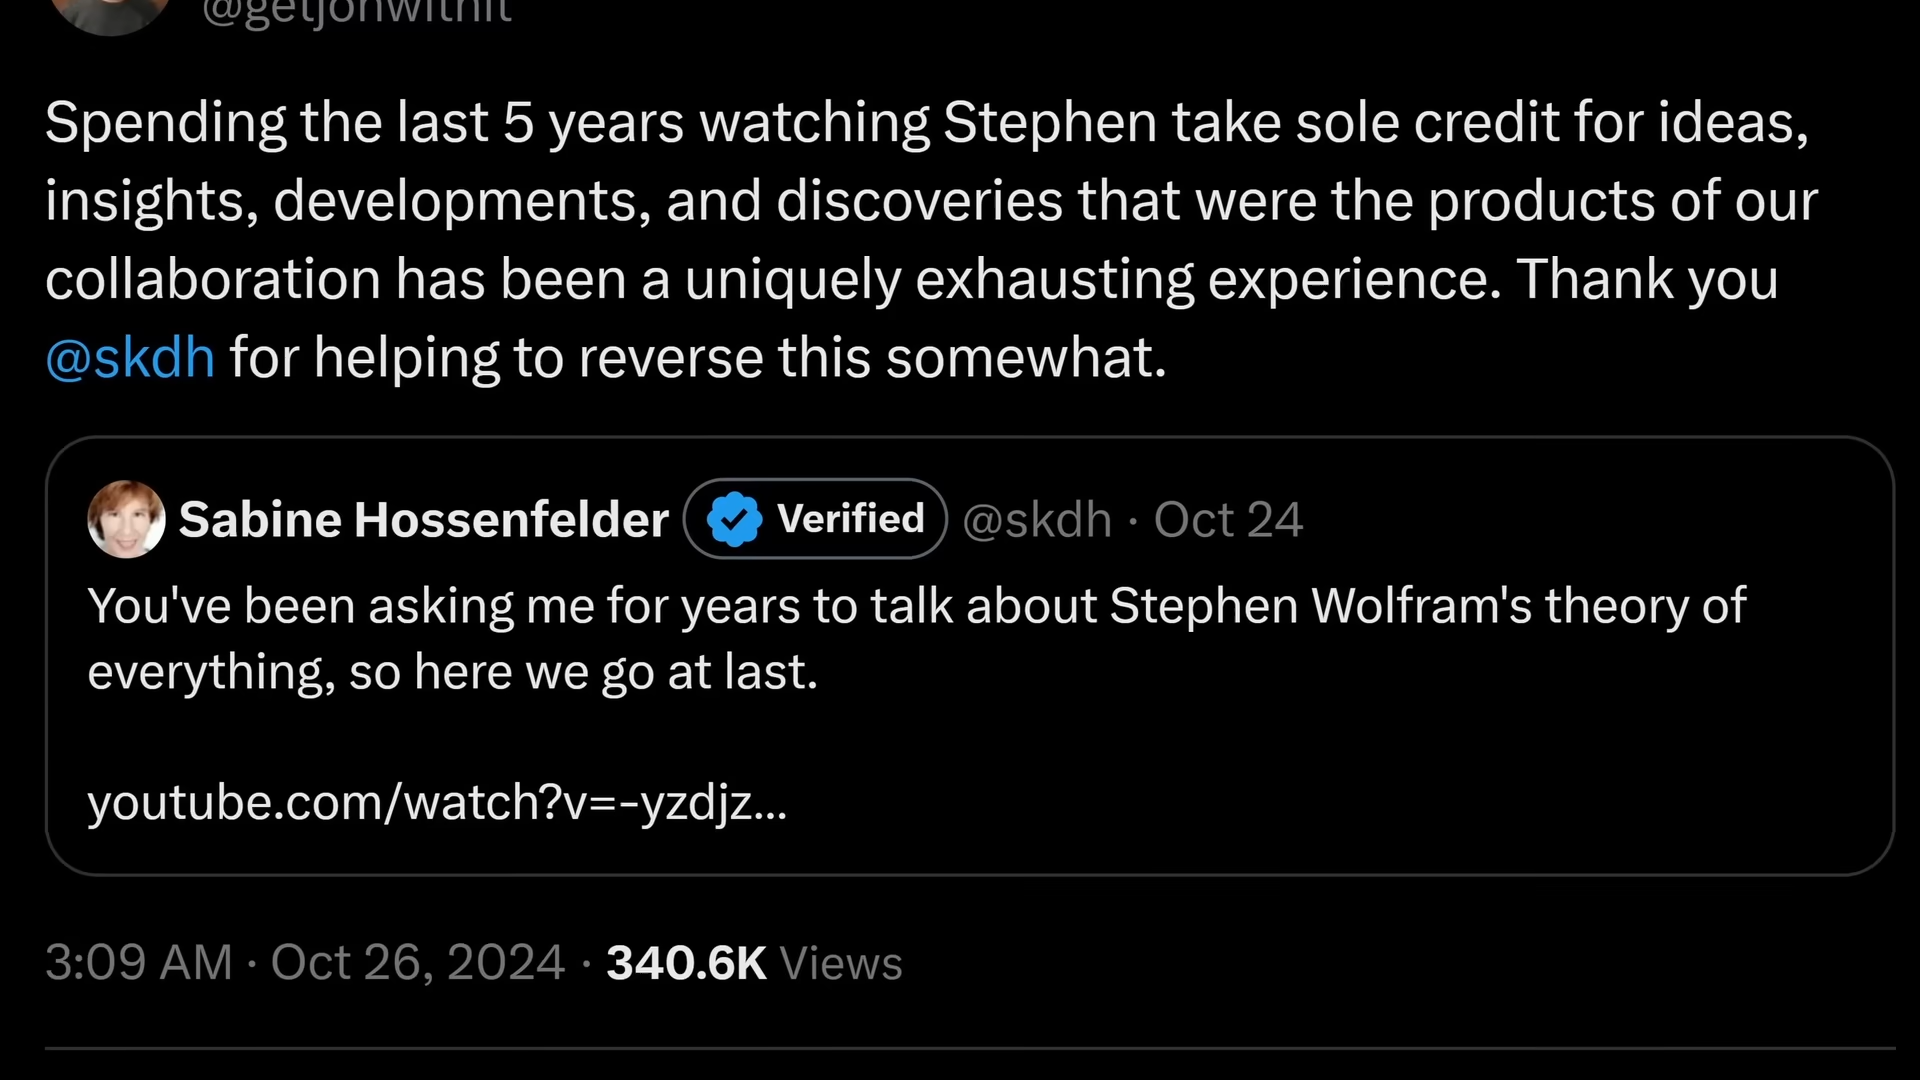 @getjonwithit
Spending the last 5 years watching Stephen take sole credit for ideas,
insights, developments, and discoveries that were the products of our
collaboration has been a uniquely exhausting experience. Thank you
@skdh for helping to reverse this somewhat.
Sabine Hossenfelder Verified @skdh · Oct 24
You've been asking me for years to talk about Stephen Wolfram's theory of
everything, so here we go at last.
youtube.com/watch?v=-yzdjz...
3:09 AM · Oct 26, 2024 · 340.6K Views